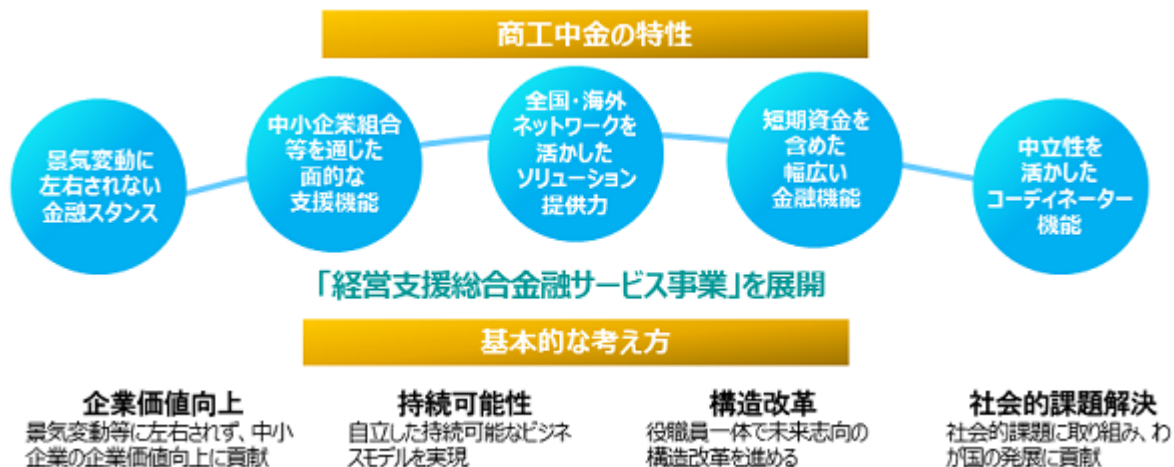 商工中金の特性
景気変動に
左右されない
金融スタンス
中小企業組合
等を通じた
面的な
支援機能
全国・海外
ネットワークを
活かした
ソリューション
提供力
短期資金を
含めた
幅広い
金融機能
中立性を
活かした
コーディネーター
機能
「経営支援総合金融サービス事業」を展開
基本的な考え方
企業価値向上
景気変動等に左右されず、中小
企業の企業価値向上に貢献
持続可能性
自立した持続可能なビジネ
スモデルを実現
構造改革
役職員一体で未来志向の
構造改革を進める
社会的課題解決
社会的課題に取り組み、わ
が国の発展に貢献